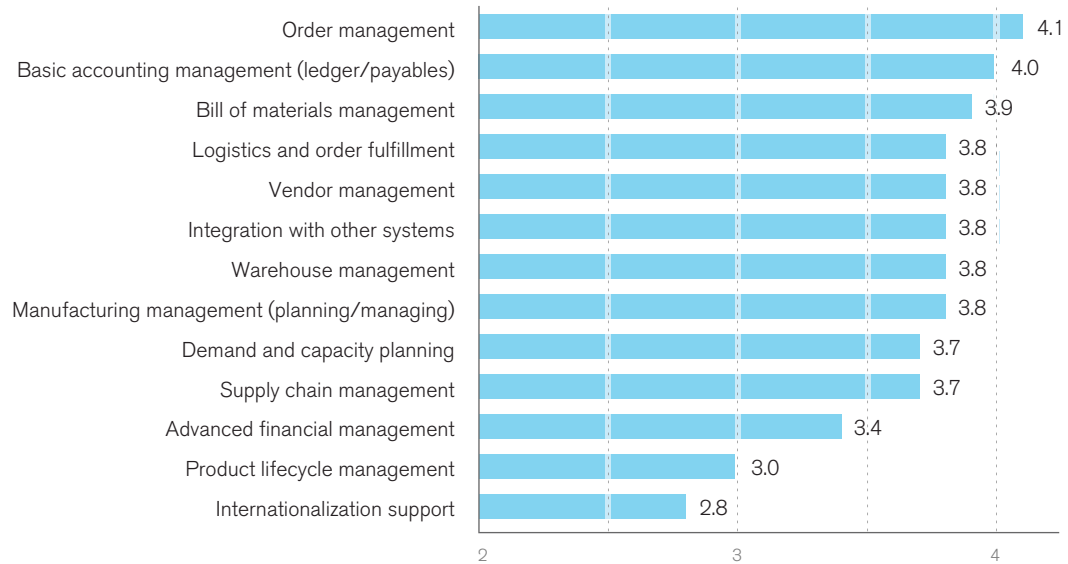 Order management 4.1
Basic accounting management (ledger/payables) 4.0
Bill of materials management 3.9
Logistics and order fulfillment 3.8
Vendor management 3.8
Integration with other systems 3.8
Warehouse management 3.8
Manufacturing management (planning/managing) 3.8
Demand and capacity planning 3.7
Supply chain management 3.7
Advanced financial management 3.4
Product lifecycle management 3.0
Internationalization support 2.8
2 3 4